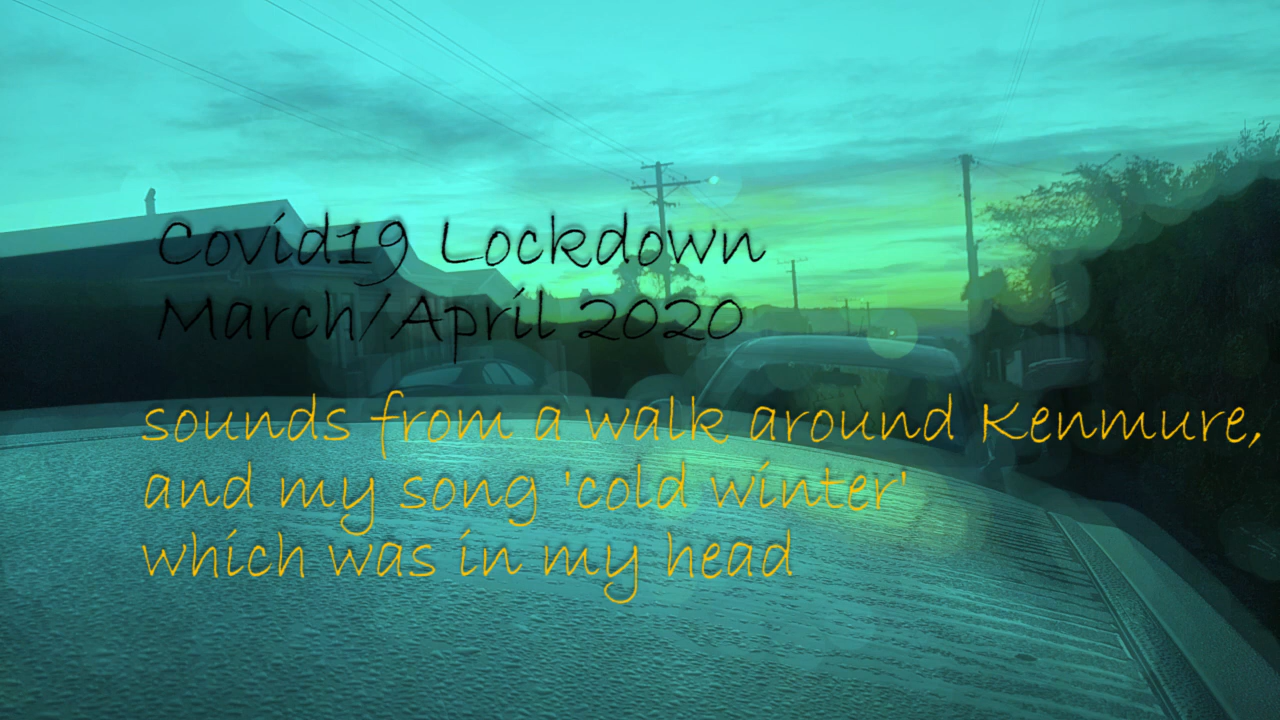 Covid19 Lockdown
March/April 2020
sounds from a walk around Kenmure,
and my song 'cold winter'
which was in my head